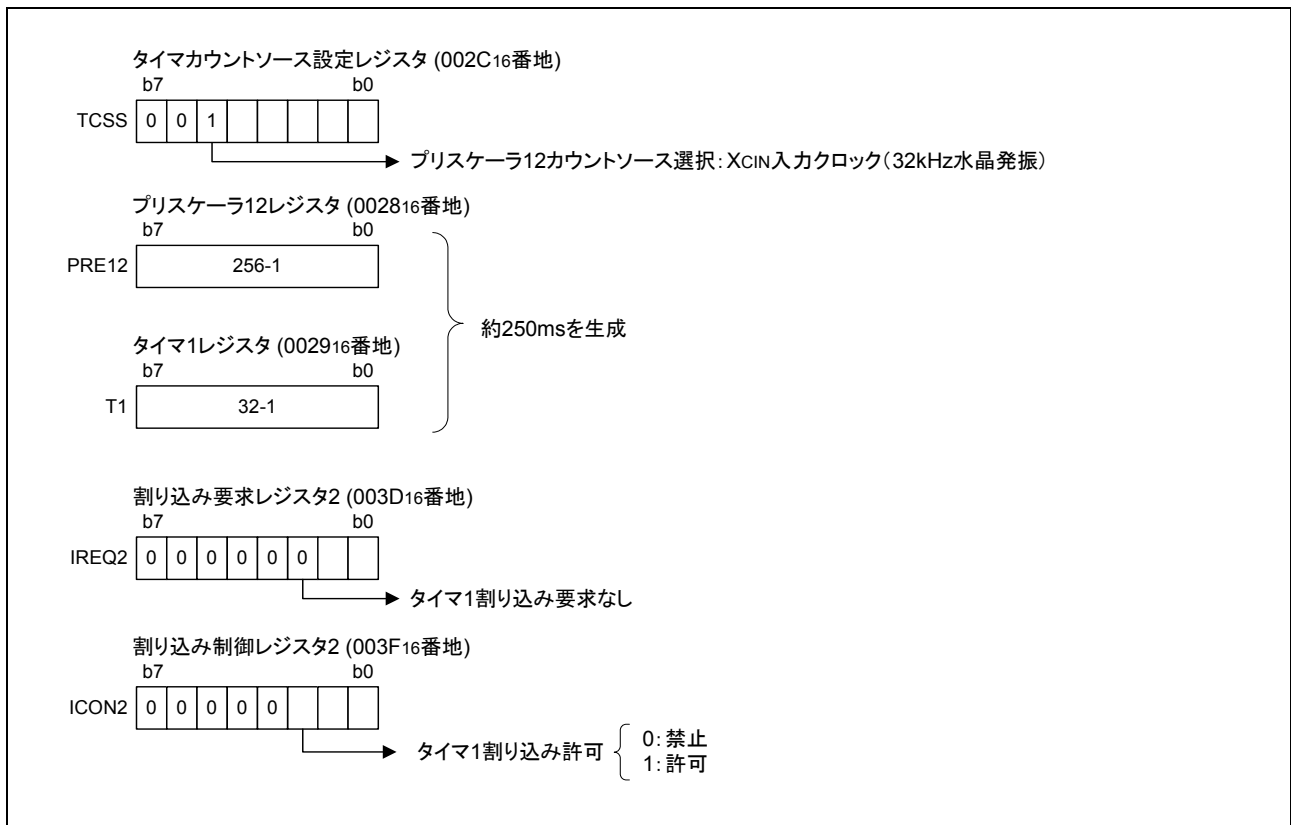 タイマカウントソース設定レジスタ (002C16番地)
b7 b0
TCSS 0 0 1
プリスケーラ12カウントソース選択：XCIN入力クロック（32kHz水晶発振）
プリスケーラ12レジスタ (002816番地)
b7 b0
PRE12 256-1
約250msを生成
タイマ1レジスタ (002916番地)
b7 b0
T1 32-1
割り込み要求レジスタ2 (003D16番地)
b7 b0
IREQ2 0 0 0 0 0 0
タイマ1割り込み要求なし
割り込み制御レジスタ2 (003F16番地)
b7 b0
ICON2 0 0 0 0 0
タイマ1割り込み許可
0：禁止
1：許可